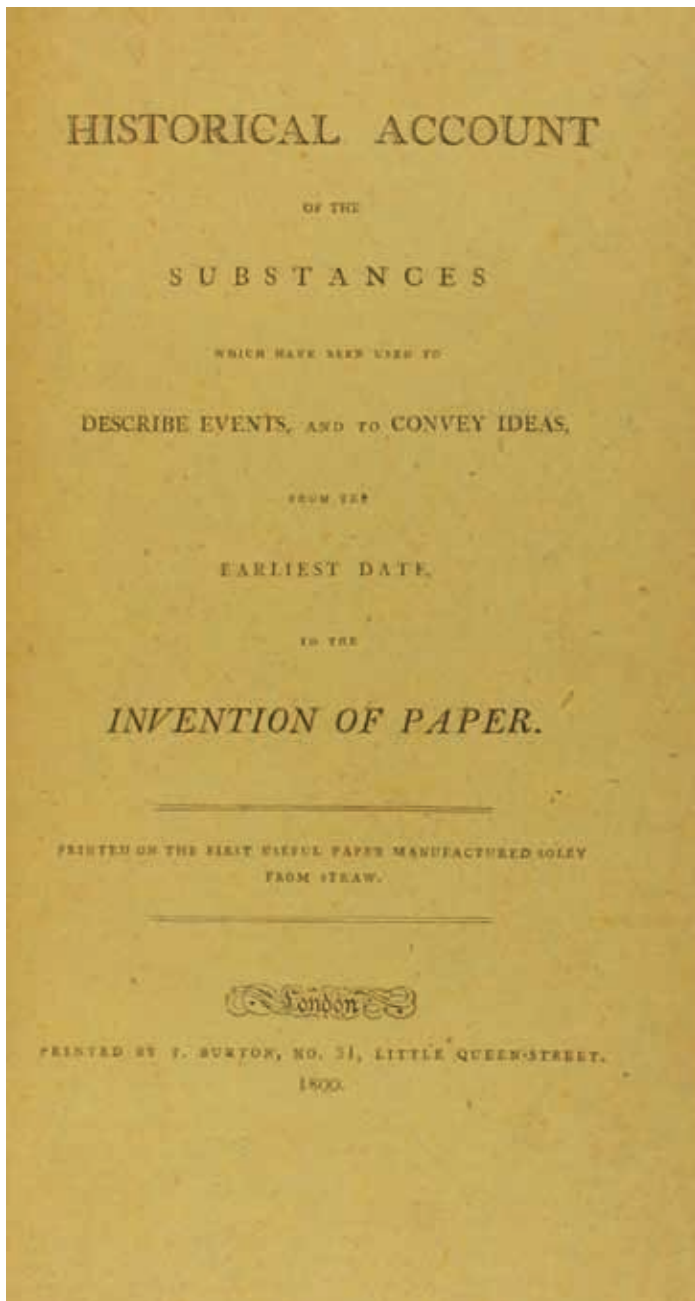 HISTORICAL ACCOUNT
OF THE
SUBSTANCES
WHICH HAVE BEEN USED TO
DESCRIBE EVENTS, AND TO CONVEY IDEAS,
FROM THE
EARLIEST DATE,
TO THE
INVENTION OF PAPER.
PRINTED ON THE FIRST USEFUL PAPER MANUFACTURED SOLEY
FROM STRAW.
London
PRINTED BY T. BURTON, NO. 31, LITTLE QUEEN-STREET.
1800.